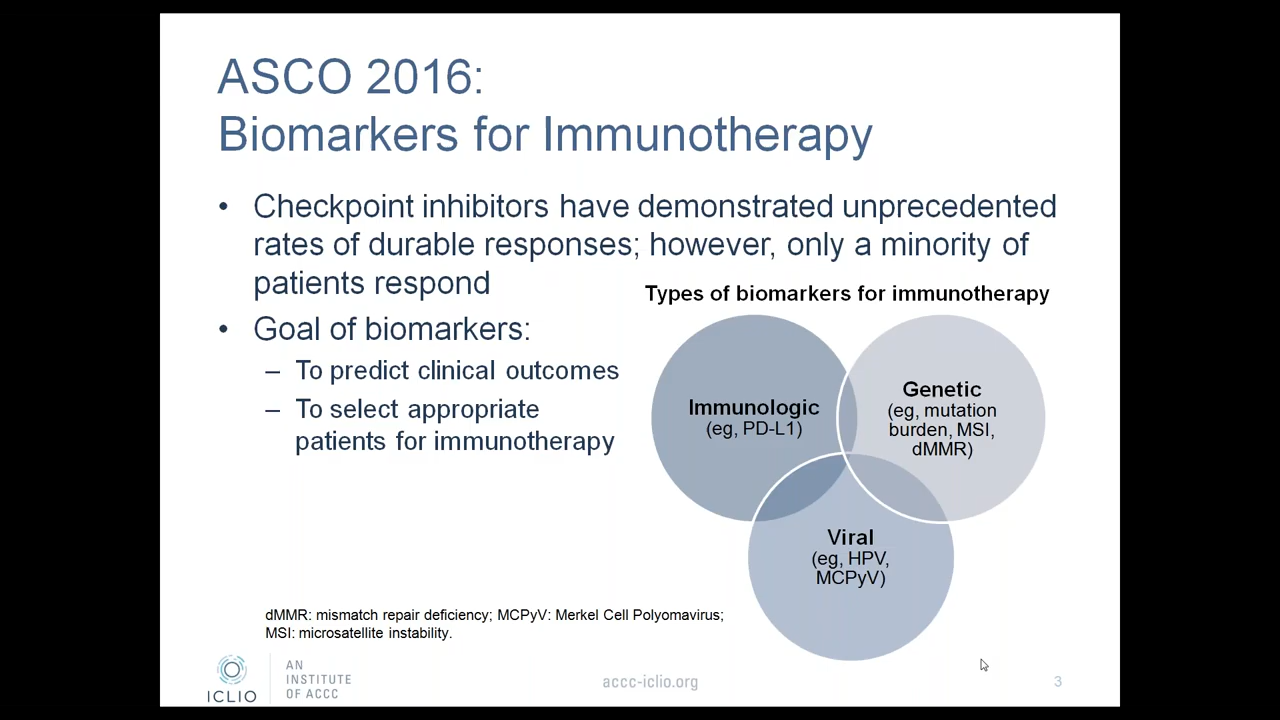 ASCO 2016:
Biomarkers for Immunotherapy
• Checkpoint inhibitors have demonstrated unprecedented
rates of durable responses; however, only a minority of
patients respond
• Goal of biomarkers:
– To predict clinical outcomes
– To select appropriate
patients for immunotherapy
Types of biomarkers for immunotherapy
Immunologic
(eg, PD-L1)
Genetic
(eg, mutation
burden, MSI,
dMMR)
Viral
(eg, HPV,
MCPyV)
dMMR: mismatch repair deficiency; MCPyV: Merkel Cell Polyomavirus;
MSI: microsatellite instability.
ICLIO
AN
INSTITUTE
OF ACCC
accc-iclio.org
3